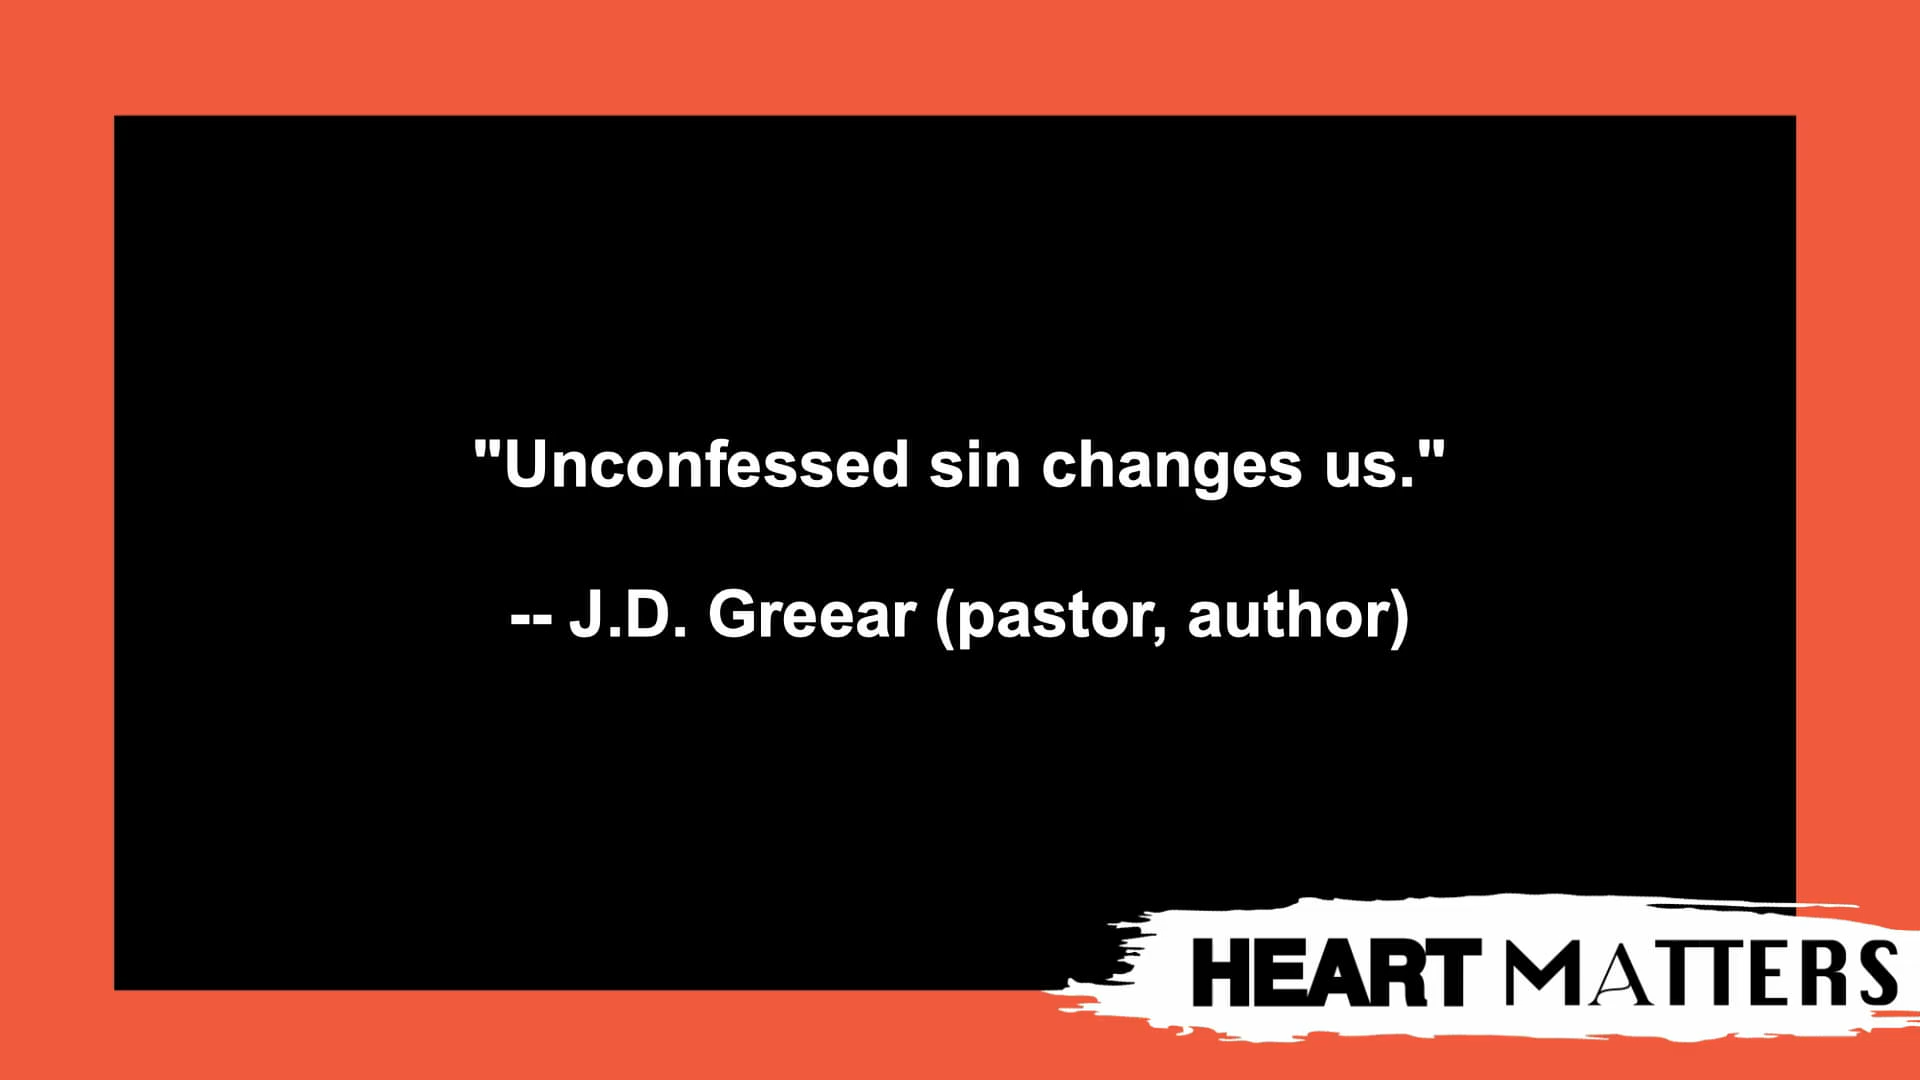 "Unconfessed sin changes us."
-- J.D. Greear (pastor, author)
HEART MATTERS